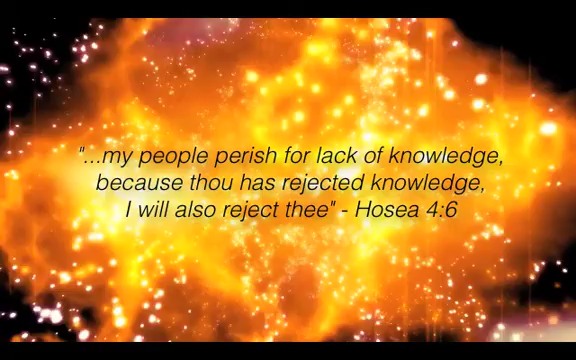 "...my people perish for lack of knowledge,
because thou has rejected knowledge,
I will also reject thee" - Hosea 4:6